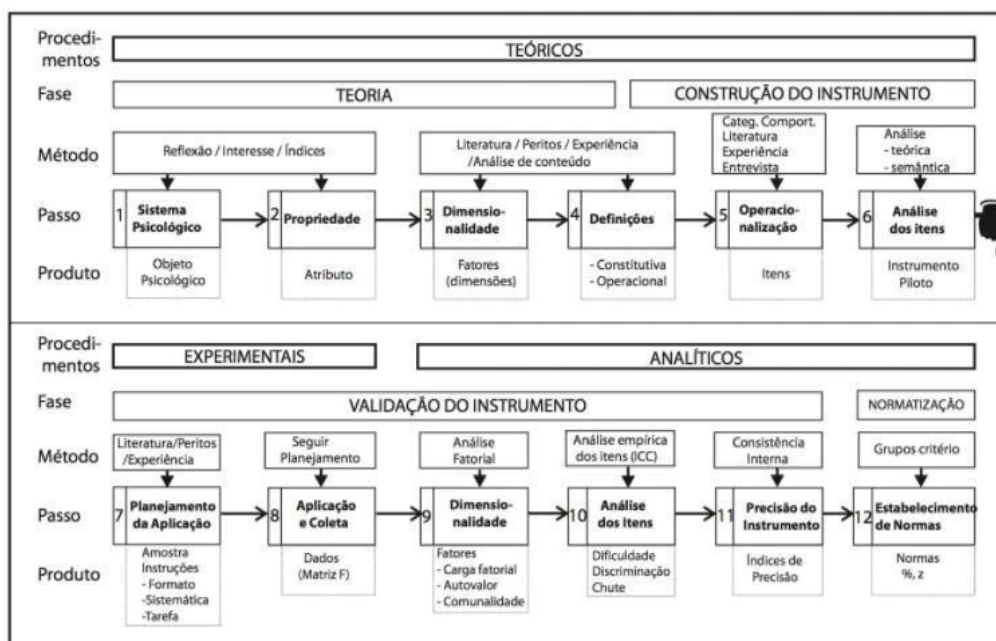 Procedi-
mentos
TEÓRICOS
Fase
TEORIA
CONSTRUÇÃO DO INSTRUMENTO
Método
Reflexão / Interesse / Índices
Literatura / Peritos / Experiência
/Análise de conteúdo
Categ. Comport.
Literatura
Experiência
Entrevista
Análise
- teórica
- semântica
Passo
1 Sistema
Psicológico
2 Propriedade
3 Dimensio-
nalidade
4 Definições
5 Operacio-
nalização
6 Análise
dos itens
Produto
Objeto
Psicológico
Atributo
Fatores
(dimensões)
- Constitutiva
- Operacional
Itens
Instrumento
Piloto
Procedi-
mentos
EXPERIMENTAIS
ANALÍTICOS
Fase
VALIDAÇÃO DO INSTRUMENTO
NORMATIZAÇÃO
Método
Literatura/Peritos
/Experiência
Seguir
Planejamento
Análise
Fatorial
Análise empírica
dos itens (ICC)
Consistência
Interna
Grupos critério
Passo
7 Planejamento
da Aplicação
8 Aplicação
e Coleta
9 Dimensio-
nalidade
10 Análise
dos Itens
11 Precisão do
Instrumento
12 Estabelecimento
de Normas
Produto
Amostra
Instruções
- Formato
-Sistemática
-Tarefa
Dados
(Matriz F)
Fatores
- Carga fatorial
- Autovalor
- Comunalidade
Dificuldade
Discriminação
Chute
Índices de
Precisão
Normas
%, z